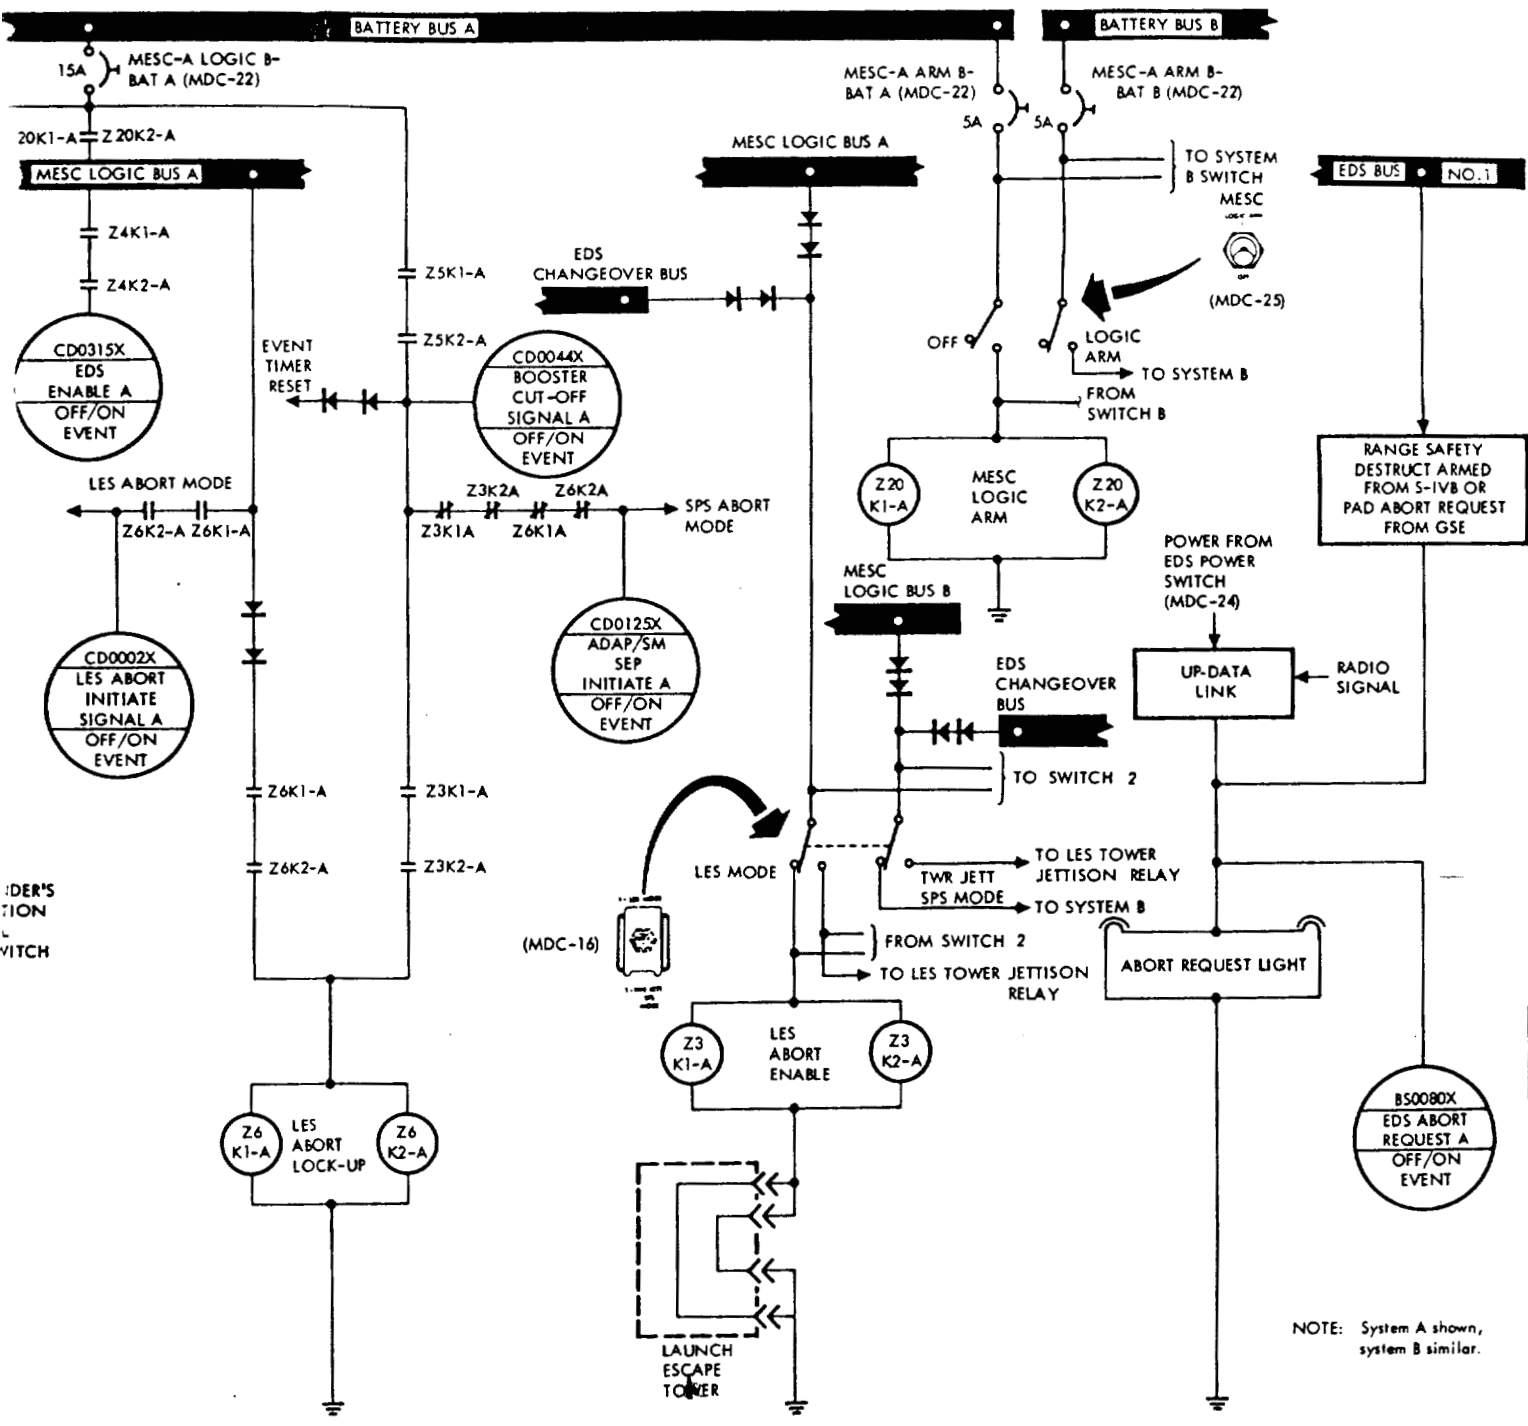 BATTERY BUS A
BATTERY BUS B
15A
MESC-A LOGIC B-
BAT A (MDC-22)
MESC-A ARM B-
BAT A (MDC-22)
5A
MESC-A ARM B-
BAT B (MDC-22)
5A
20K1-A
Z20K2-A
MESC LOGIC BUS A
MESC LOGIC BUS A
TO SYSTEM
B SWITCH
MESC
LOGIC ARM
OFF
(MDC-25)
EDS BUS
NO.1
Z4K1-A
Z4K2-A
Z5K1-A
Z5K2-A
EDS
CHANGEOVER BUS
CD0315X
EDS
ENABLE A
OFF/ON
EVENT
EVENT
TIMER
RESET
CD0044X
BOOSTER
CUT-OFF
SIGNAL A
OFF/ON
EVENT
OFF
LOGIC
ARM
TO SYSTEM B
FROM
SWITCH B
LES ABORT MODE
Z6K2-A
Z6K1-A
Z3K1A
Z3K2A
Z6K1A
Z6K2A
SPS ABORT
MODE
Z20
K1-A
MESC
LOGIC
ARM
Z20
K2-A
RANGE SAFETY
DESTRUCT ARMED
FROM S-IVB OR
PAD ABORT REQUEST
FROM GSE
POWER FROM
EDS POWER
SWITCH
(MDC-24)
MESC
LOGIC BUS B
CD0002X
LES ABORT
INITIATE
SIGNAL A
OFF/ON
EVENT
CD0125X
ADAP/SM
SEP
INITIATE A
OFF/ON
EVENT
EDS
CHANGEOVER
BUS
UP-DATA
LINK
RADIO
SIGNAL
TO SWITCH 2
Z6K1-A
Z3K1-A
Z6K2-A
Z3K2-A
LES MODE
TWR JETT
SPS MODE
TO LES TOWER
JETTISON RELAY
TO SYSTEM B
(MDC-16)
FROM SWITCH 2
TO LES TOWER JETTISON
RELAY
ABORT REQUEST LIGHT
IDER'S
TION
L
WITCH
Z3
K1-A
LES
ABORT
ENABLE
Z3
K2-A
Z6
K1-A
LES
ABORT
LOCK-UP
Z6
K2-A
BS0080X
EDS ABORT
REQUEST A
OFF/ON
EVENT
LAUNCH
ESCAPE
TOWER
NOTE: System A shown,
system B similar.